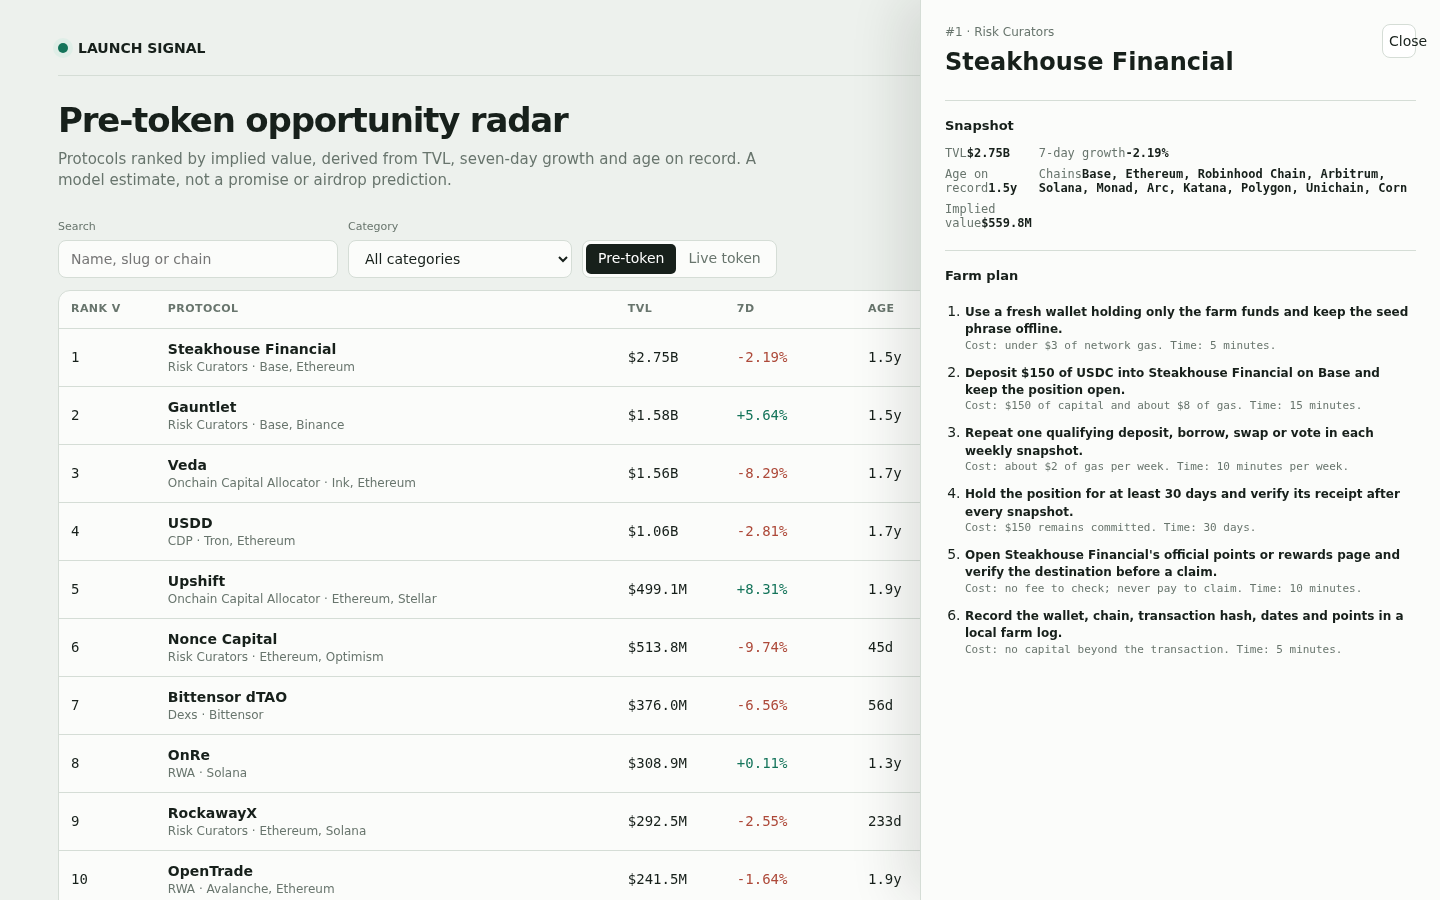 LAUNCH SIGNAL
Pre-token opportunity radar
Protocols ranked by implied value, derived from TVL, seven-day growth and age on record. A
model estimate, not a promise or airdrop prediction.
Search
Category
Name, slug or chain
All categories
Pre-token
Live token
RANK V PROTOCOL TVL 7D AGE
1 Steakhouse Financial $2.75B -2.19% 1.5y
Risk Curators · Base, Ethereum
2 Gauntlet $1.58B +5.64% 1.5y
Risk Curators · Base, Binance
3 Veda $1.56B -8.29% 1.7y
Onchain Capital Allocator · Ink, Ethereum
4 USDD $1.06B -2.81% 1.7y
CDP · Tron, Ethereum
5 Upshift $499.1M +8.31% 1.9y
Onchain Capital Allocator · Ethereum, Stellar
6 Nonce Capital $513.8M -9.74% 45d
Risk Curators · Ethereum, Optimism
7 Bittensor dTAO $376.0M -6.56% 56d
Dexs · Bittensor
8 OnRe $308.9M +0.11% 1.3y
RWA · Solana
9 RockawayX $292.5M -2.55% 233d
Risk Curators · Ethereum, Solana
10 OpenTrade $241.5M -1.64% 1.9y
RWA · Avalanche, Ethereum
#1 · Risk Curators
Close
Steakhouse Financial
Snapshot
TVL$2.75B 7-day growth-2.19%
Age on record1.5y
ChainsBase, Ethereum, Robinhood Chain, Arbitrum,
Solana, Monad, Arc, Katana, Polygon, Unichain, Corn
Implied
value$559.8M
Farm plan
1. Use a fresh wallet holding only the farm funds and keep the seed
phrase offline.
Cost: under $3 of network gas. Time: 5 minutes.
2. Deposit $150 of USDC into Steakhouse Financial on Base and
keep the position open.
Cost: $150 of capital and about $8 of gas. Time: 15 minutes.
3. Repeat one qualifying deposit, borrow, swap or vote in each
weekly snapshot.
Cost: about $2 of gas per week. Time: 10 minutes per week.
4. Hold the position for at least 30 days and verify its receipt after
every snapshot.
Cost: $150 remains committed. Time: 30 days.
5. Open Steakhouse Financial's official points or rewards page and
verify the destination before a claim.
Cost: no fee to check; never pay to claim. Time: 10 minutes.
6. Record the wallet, chain, transaction hash, dates and points in a
local farm log.
Cost: no capital beyond the transaction. Time: 5 minutes.